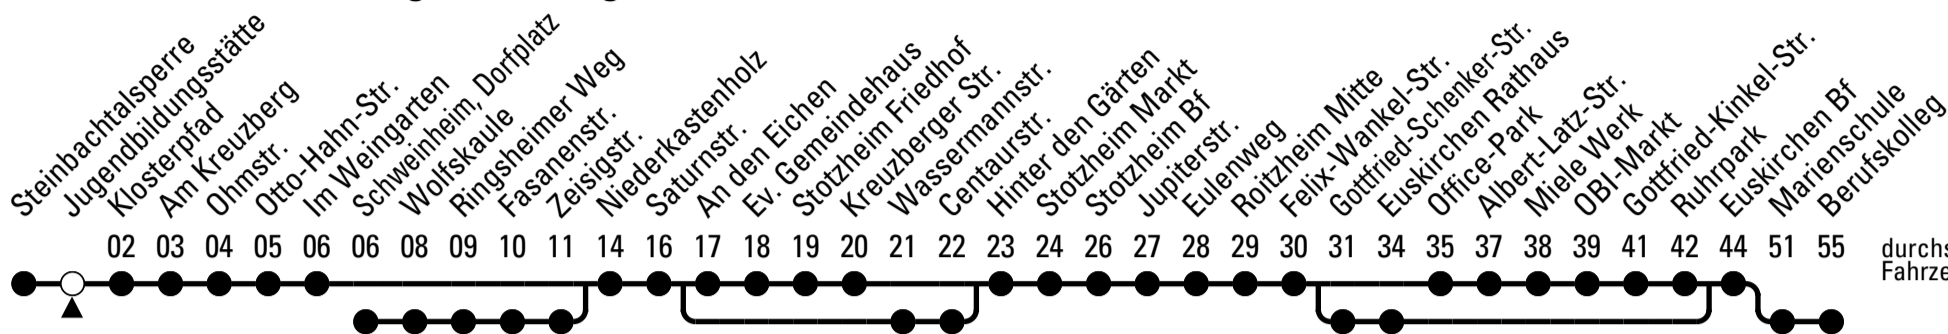 Steinbachtalsperre
Jugendbildungsstätte
Klosterpfad
Am Kreuzberg
Ohmstr.
Otto-Hahn-Str.
Im Weingarten
Schweinheim, Dorfplatz
Wolfskaule
Ringsheimer Weg
Fasanenstr.
Zeisigstr.
Niederkastenholz
Saturnstr.
An den Eichen
Ev. Gemeindehaus
Stotzheim Friedhof
Kreuzberger Str.
Wassermannstr.
Centaurstr.
Hinter den Gärten
Stotzheim Markt
Stotzheim Bf
Jupiterstr.
Eulenweg
Roitzheim Mitte
Felix-Wankel-Str.
Gottfried-Schenker-Str.
Euskirchen Rathaus
Office-Park
Albert-Latz-Str.
Miele Werk
OBI-Markt
Gottfried-Kinkel-Str.
Ruhrpark
Euskirchen Bf
Marienschule
Berufskolleg
02 03 04 05 06 06 08 09 10 11 14 16 17 18 19 20 21 22 23 24 26 27 28 29 30 31 34 35 37 38 39 41 42 44 51 55
durchs
Fahrze